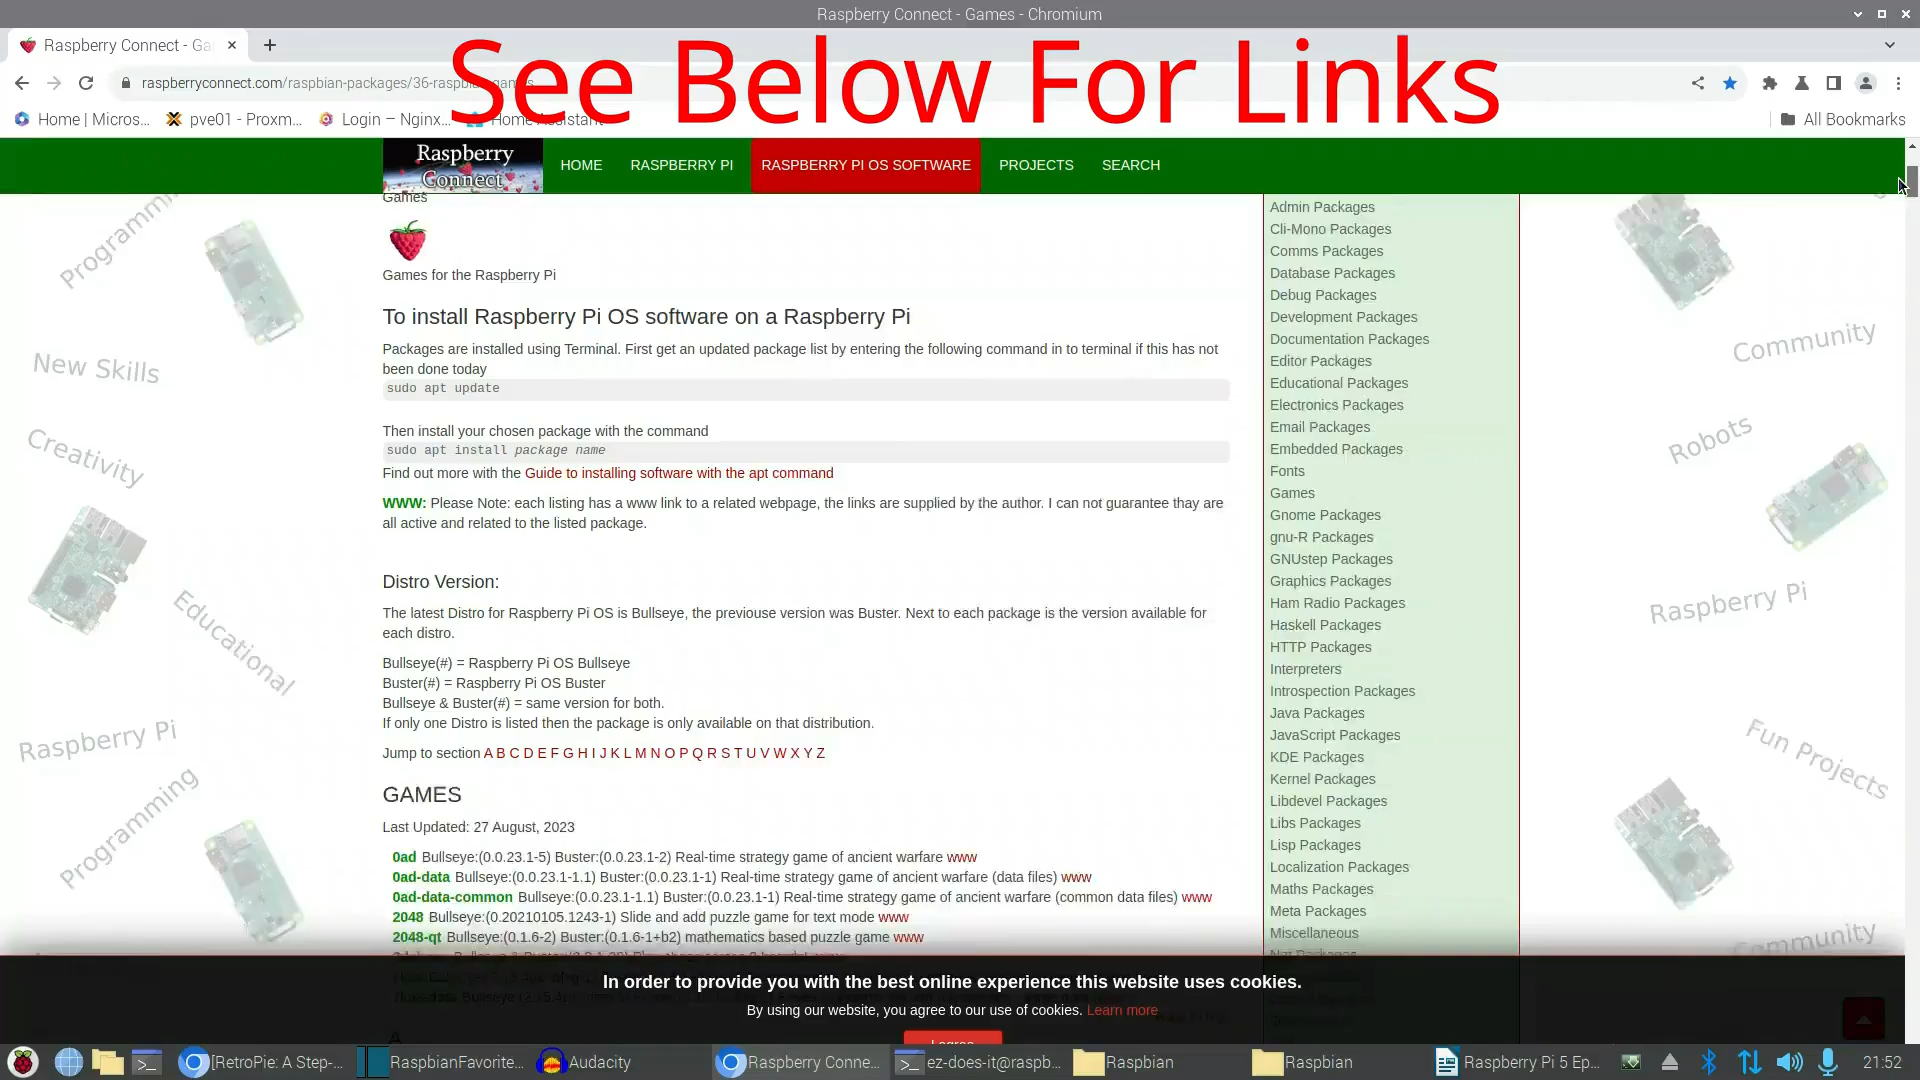 Raspberry Connect - Games - Chromium
Raspberry Connect - Ga
See Below For Links
raspberryconnect.com/raspbian-packages/36-raspbian-games
Home | Micros...
pve01 - Proxm...
Login – Nginx...
Home Assistant
All Bookmarks
Raspberry
Connect
HOME
RASPBERRY PI
RASPBERRY PI OS SOFTWARE
PROJECTS
SEARCH
Games
Games for the Raspberry Pi
To install Raspberry Pi OS software on a Raspberry Pi
Packages are installed using Terminal. First get an updated package list by entering the following command in to terminal if this has not
been done today
sudo apt update
Then install your chosen package with the command
sudo apt install package name
Find out more with the Guide to installing software with the apt command
WWW: Please Note: each listing has a www link to a related webpage, the links are supplied by the author. I can not guarantee thay are
all active and related to the listed package.
Distro Version:
The latest Distro for Raspberry Pi OS is Bullseye, the previouse version was Buster. Next to each package is the version available for
each distro.
Bullseye(#) = Raspberry Pi OS Bullseye
Buster(#) = Raspberry Pi OS Buster
Bullseye & Buster(#) = same version for both.
If only one Distro is listed then the package is only available on that distribution.
Jump to section A B C D E F G H I J K L M N O P Q R S T U V W X Y Z
GAMES
Last Updated: 27 August, 2023
0ad Bullseye:(0.0.23.1-5) Buster:(0.0.23.1-2) Real-time strategy game of ancient warfare www
0ad-data Bullseye:(0.0.23.1-1.1) Buster:(0.0.23.1-1) Real-time strategy game of ancient warfare (data files) www
0ad-data-common Bullseye:(0.0.23.1-1.1) Buster:(0.0.23.1-1) Real-time strategy game of ancient warfare (common data files) www
2048 Bullseye:(0.20210105.1243-1) Slide and add puzzle game for text mode www
2048-qt Bullseye:(0.1.6-2) Buster:(0.1.6-1+b2) mathematics based puzzle game www
Admin Packages
Cli-Mono Packages
Comms Packages
Database Packages
Debug Packages
Development Packages
Documentation Packages
Editor Packages
Educational Packages
Electronics Packages
Email Packages
Embedded Packages
Fonts
Games
Gnome Packages
gnu-R Packages
GNUstep Packages
Graphics Packages
Ham Radio Packages
Haskell Packages
HTTP Packages
Interpreters
Introspection Packages
Java Packages
JavaScript Packages
KDE Packages
Kernel Packages
Libdevel Packages
Libs Packages
Lisp Packages
Localization Packages
Maths Packages
Meta Packages
Miscellaneous
Net Packages
Programm
New Skills
Creativity
Educational
Raspberry Pi
Programming
Community
Robots
Raspberry Pi
Fun Projects
Community
In order to provide you with the best online experience this website uses cookies.
By using our website, you agree to our use of cookies. Learn more
I agree
[RetroPie: A Step-...
RaspbianFavorite...
Audacity
Raspberry Conne...
ez-does-it@raspb...
Raspbian
Raspbian
Raspberry Pi 5 Ep...
21:52